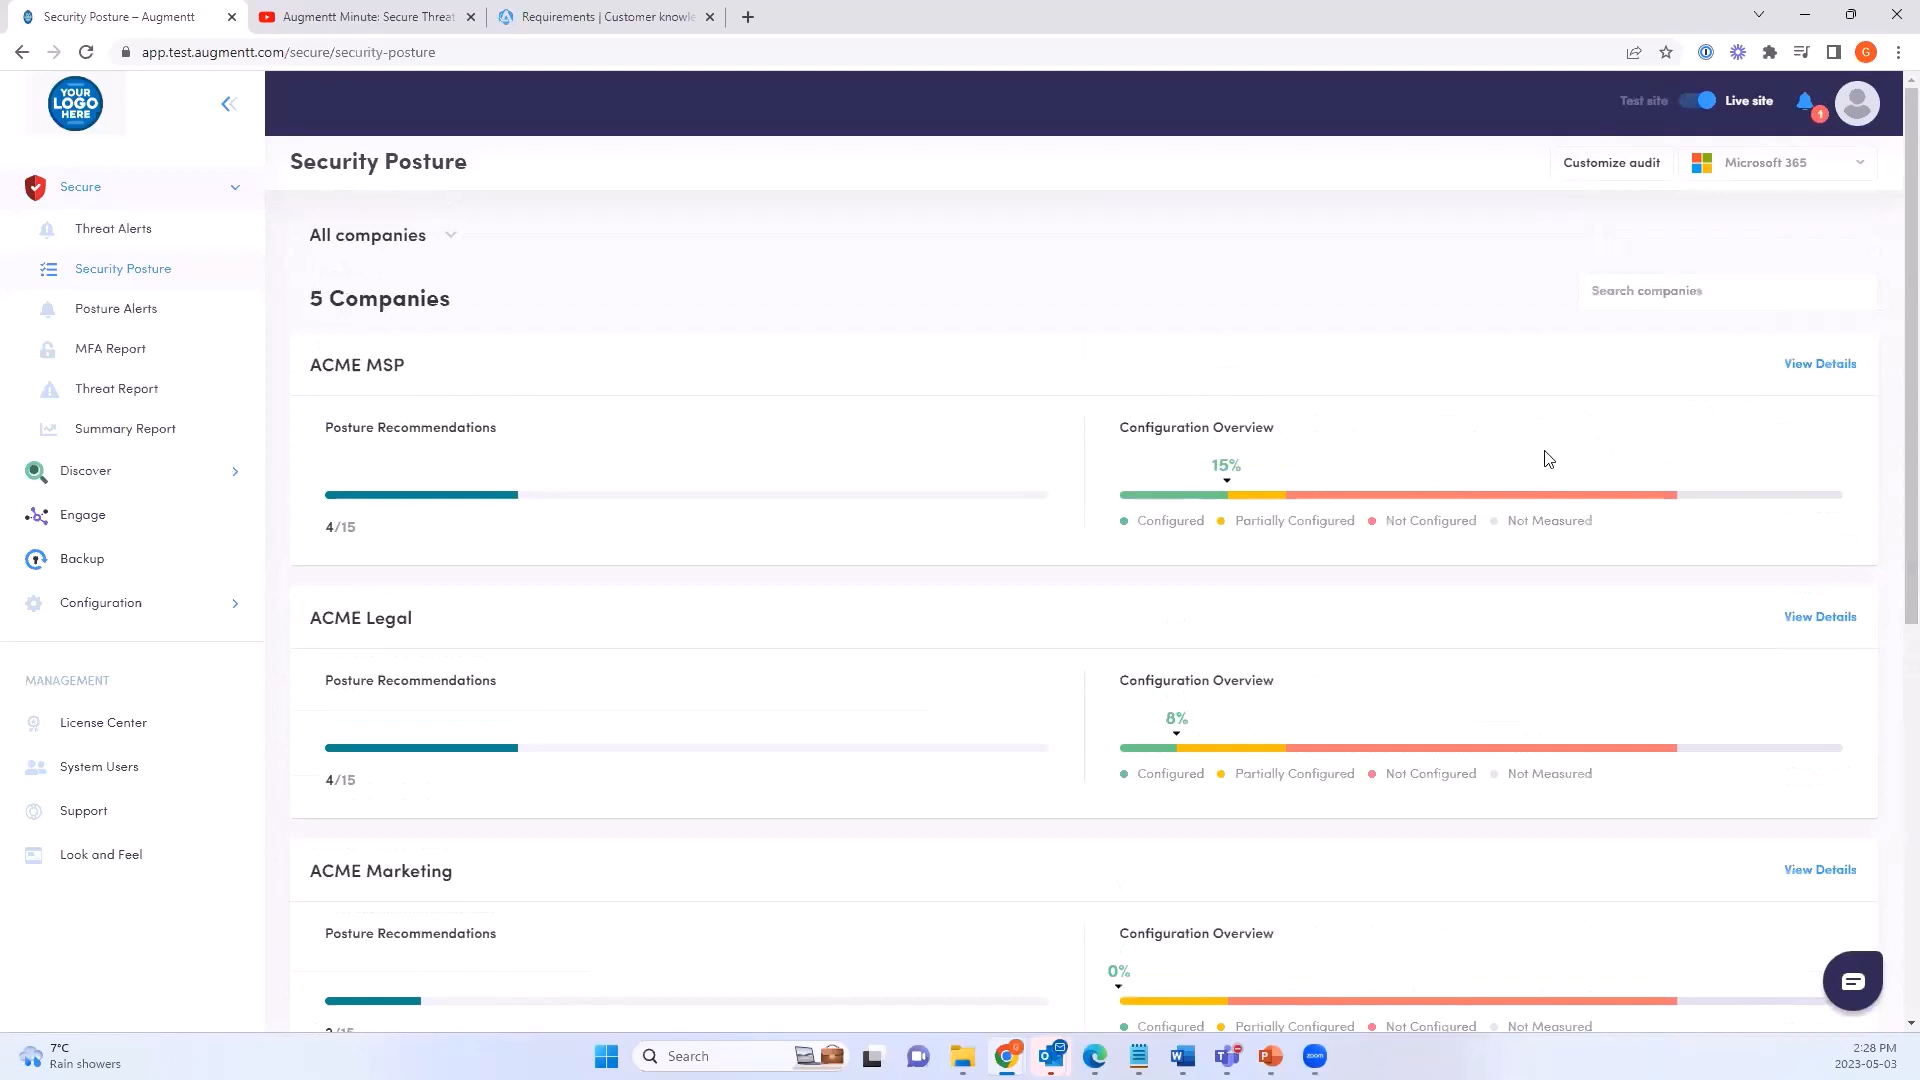 Security Posture – Augmentt
Augmentt Minute: Secure Threat
Requirements | Customer knowle
app.test.augmentt.com/secure/security-posture
G
YOUR
LOGO
HERE
Test site
Live site
1
Security Posture
Customize audit
Microsoft 365
Secure
Threat Alerts
Security Posture
Posture Alerts
MFA Report
Threat Report
Summary Report
Discover
Engage
Backup
Configuration
MANAGEMENT
License Center
System Users
Support
Look and Feel
All companies
5 Companies
Search companies
ACME MSP
View Details
Posture Recommendations
4/15
Configuration Overview
15%
Configured Partially Configured Not Configured Not Measured
ACME Legal
View Details
Posture Recommendations
4/15
Configuration Overview
8%
Configured Partially Configured Not Configured Not Measured
ACME Marketing
View Details
Posture Recommendations
Configuration Overview
0%
Configured Partially Configured Not Configured Not Measured
7°C
Rain showers
Search
zoom
2:28 PM
2023-05-03